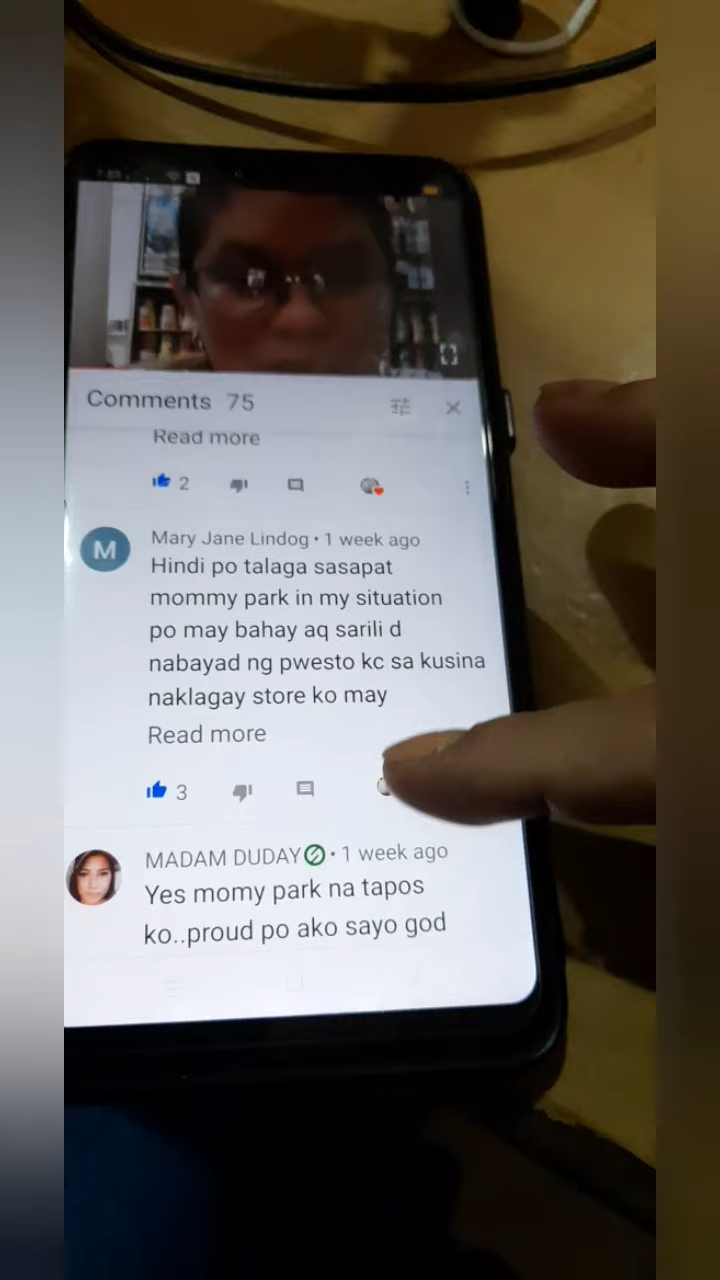 Comments 75
Read more
2
M
Mary Jane Lindog • 1 week ago
Hindi po talaga sasapat
mommy park in my situation
po may bahay aq sarili d
nabayad ng pwesto kc sa kusina
naklagay store ko may
Read more
3
MADAM DUDAY • 1 week ago
Yes momy park na tapos
ko..proud po ako sayo god